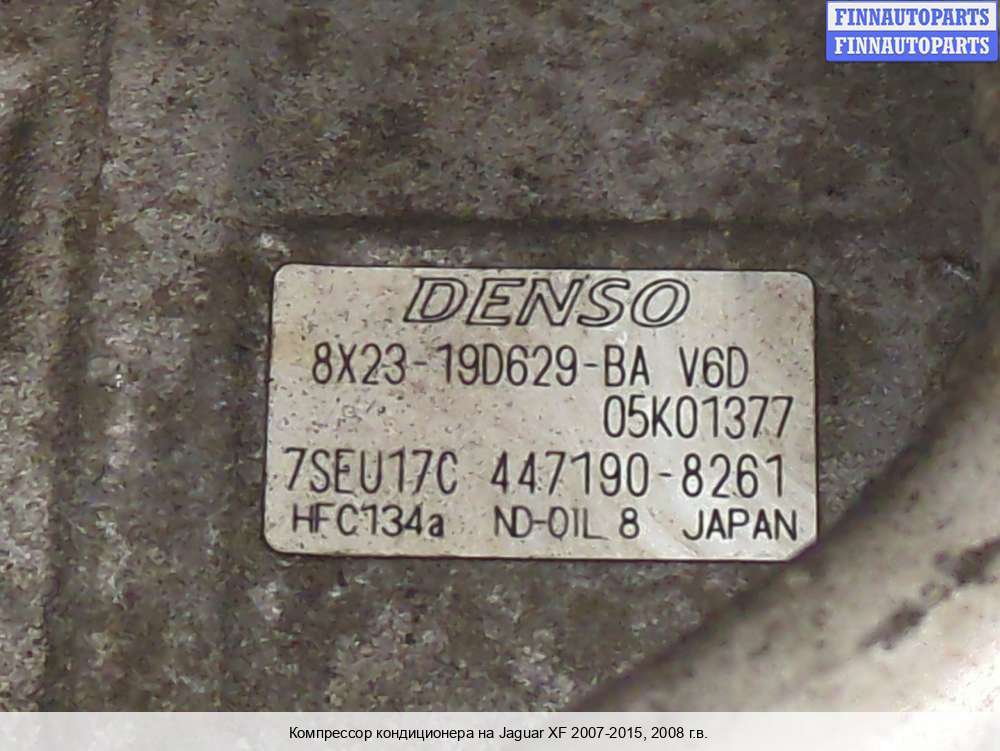 FINNAUTOPARTS
FINNAUTOPARTS
DENSO
8X23-19D629-BA V6D
05K01377
7SEU17C 447190-8261
HFC134a ND-OIL 8 JAPAN
Компрессор кондиционера на Jaguar XF 2007-2015, 2008 г.в.